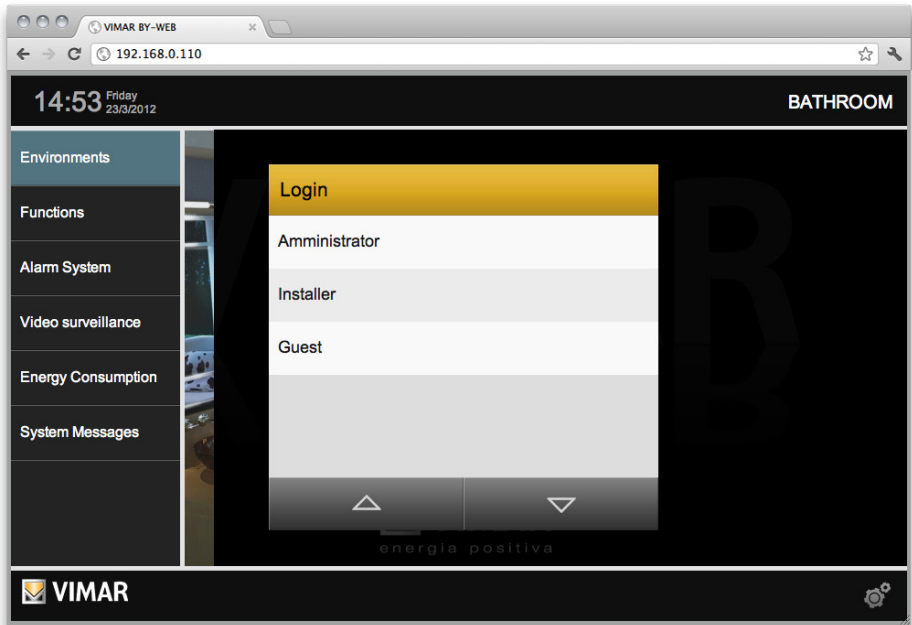 VIMAR BY-WEB
192.168.0.110
14:53 Friday
23/3/2012
BATHROOM
Environments
Functions
Alarm System
Video surveillance
Energy Consumption
System Messages
Login
Amministrator
Installer
Guest
energia positiva
VIMAR